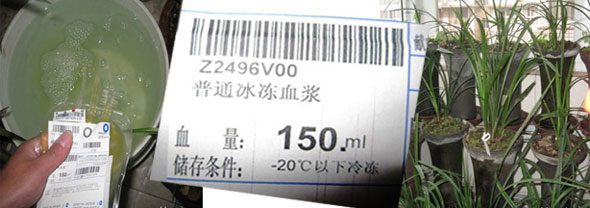 Z2496V00
普通冰冻血浆
血 量: 150.ml
储存条件: -20℃以下冷冻
O
150